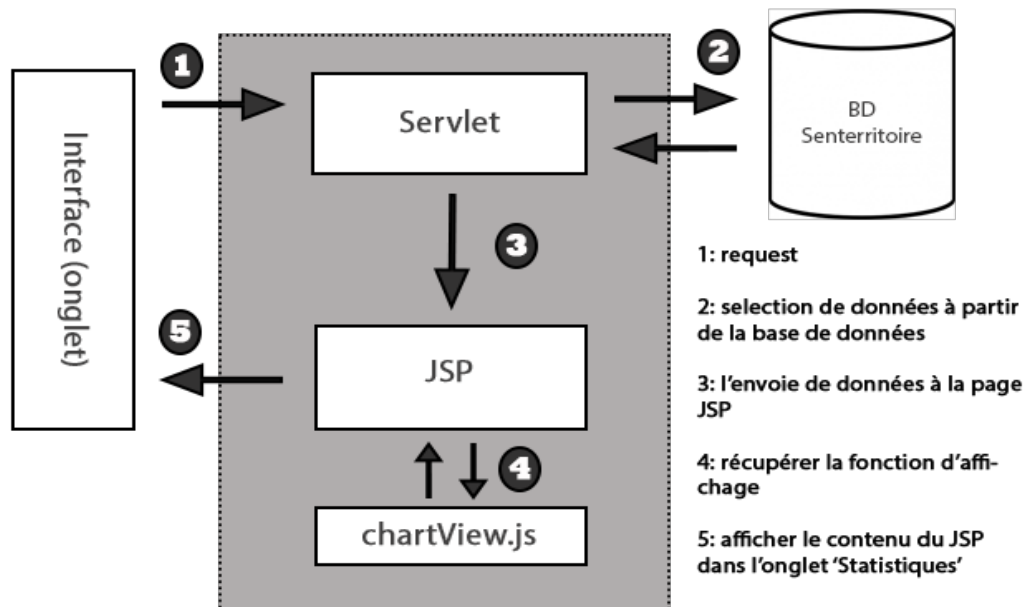 1
2
Interface (onglet)
Servlet
BD
Senterritoire
3
1: request
2: selection de données à partir
de la base de données
5
JSP
3: l'envoie de données à la page
JSP
4
4: récupérer la fonction d'affi-
chage
chartView.js
5: afficher le contenu du JSP
dans l'onglet 'Statistiques'